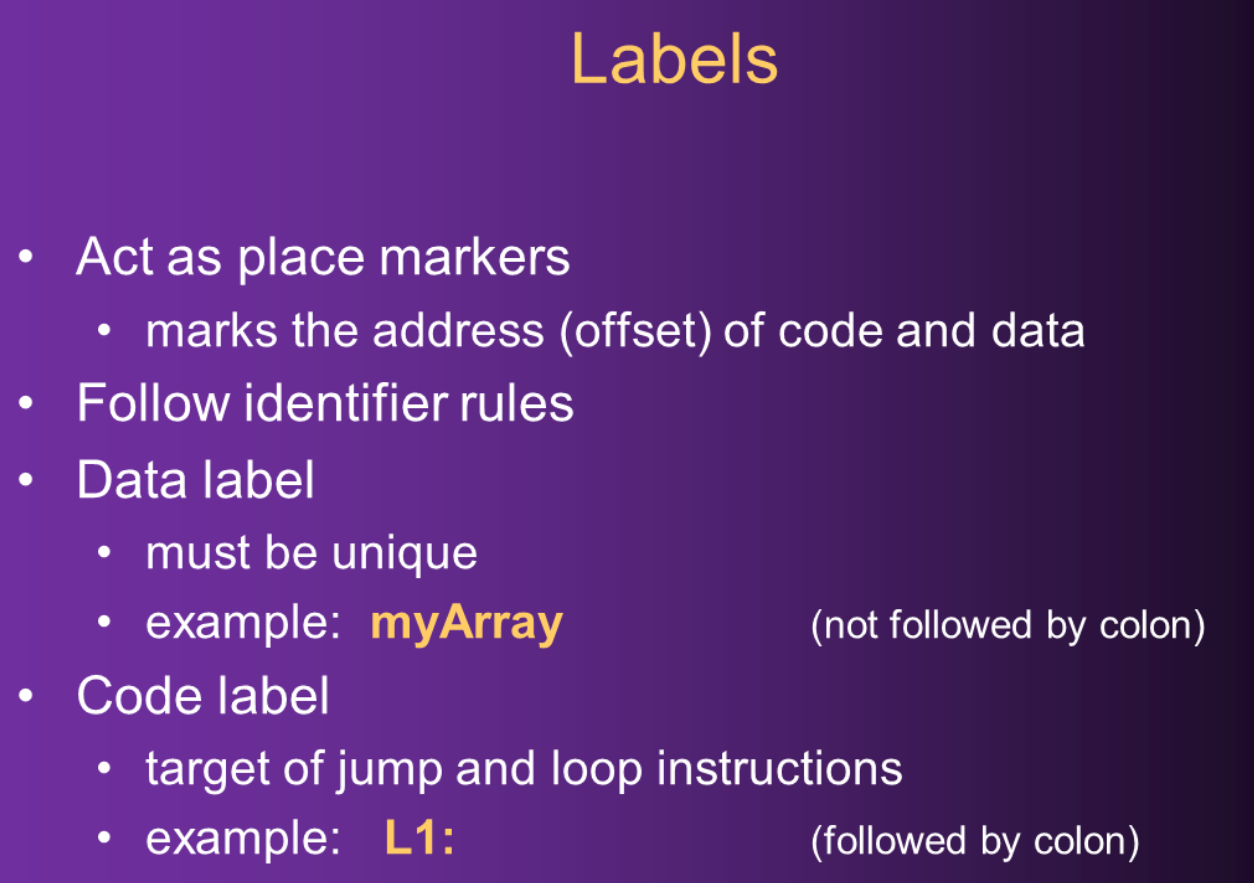 Labels
• Act as place markers
• marks the address (offset) of code and data
• Follow identifier rules
• Data label
• must be unique
• example: myArray (not followed by colon)
• Code label
• target of jump and loop instructions
• example: L1: (followed by colon)